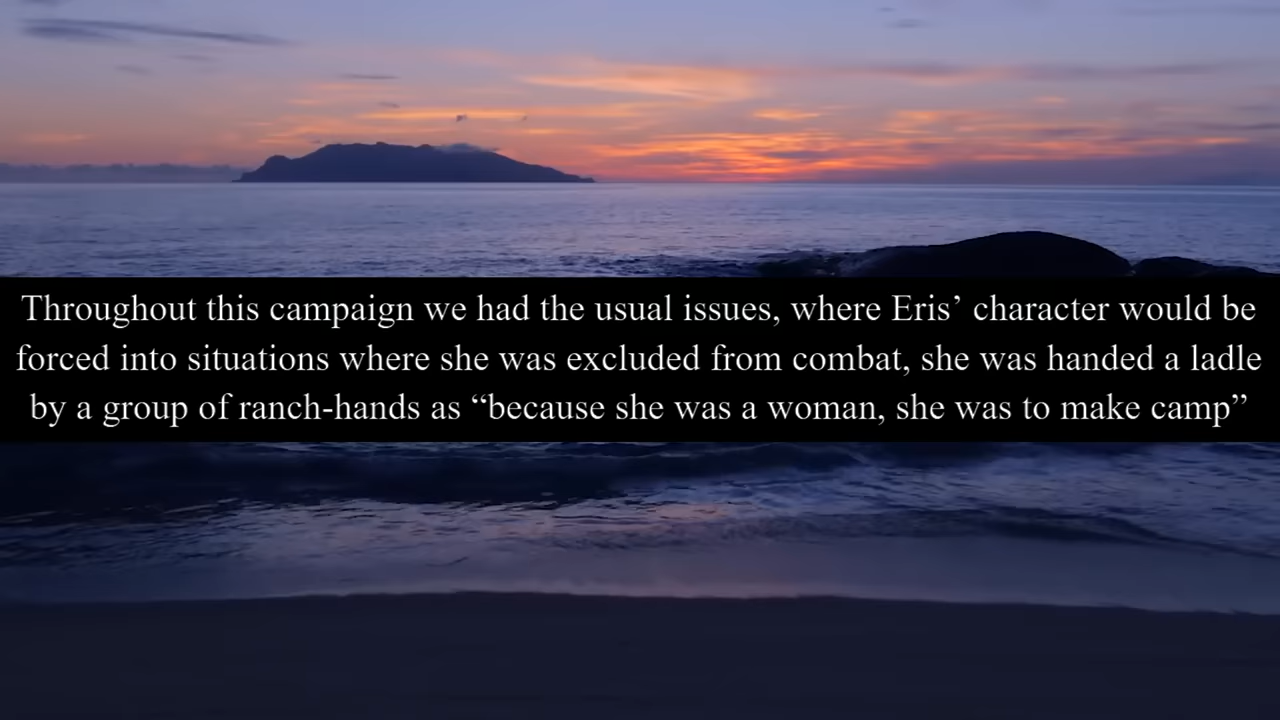 Throughout this campaign we had the usual issues, where Eris’ character would be
forced into situations where she was excluded from combat, she was handed a ladle
by a group of ranch-hands as “because she was a woman, she was to make camp”